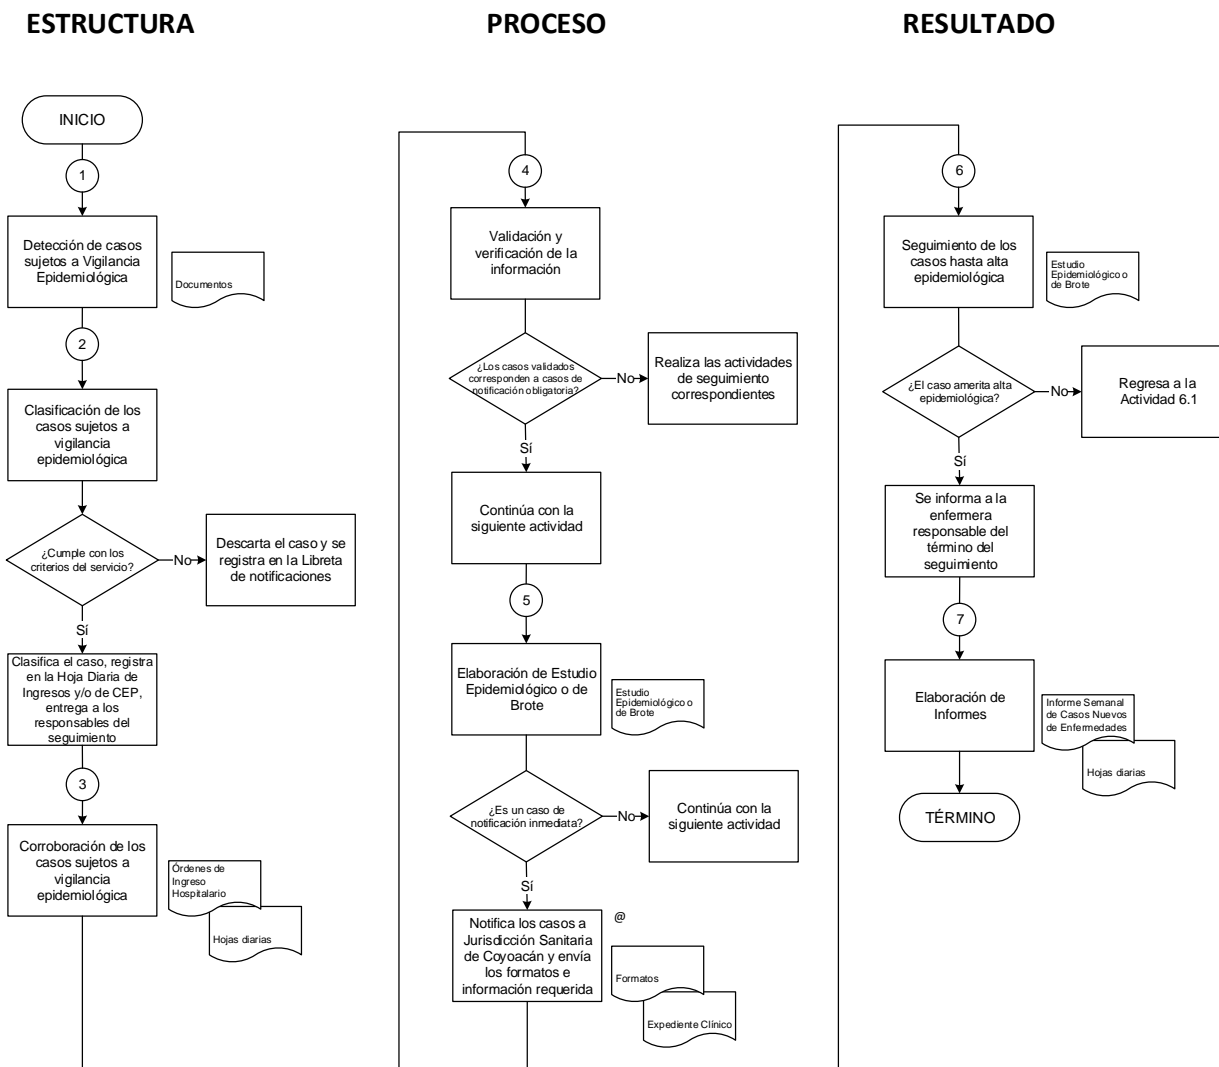 ESTRUCTURA
PROCESO
RESULTADO
INICIO
1
Detección de casos
sujetos a Vigilancia
Epidemiológica
Documentos
2
Clasificación de los
casos sujetos a
vigilancia
epidemiológica
¿Cumple con los
criterios del servicio?
No
Descarta el caso y se
registra en la Libreta
de notificaciones
Sí
Clasifica el caso, registra
en la Hoja Diaria de
Ingresos y/o de CEP,
entrega a los
responsables del
seguimiento
3
Corroboración de los
casos sujetos a
vigilancia
epidemiológica
Órdenes de
Ingreso
Hospitalario
Hojas diarias
4
Validación y
verificación de la
información
¿Los casos validados
corresponden a casos de
notificación obligatoria?
No
Realiza las actividades
de seguimiento
correspondientes
Sí
Continúa con la
siguiente actividad
5
Elaboración de Estudio
Epidemiológico o de
Brote
Estudio
Epidemiológico o
de Brote
¿Es un caso de
notificación inmediata?
No
Continúa con la
siguiente actividad
Sí
Notifica los casos a
Jurisdicción Sanitaria
de Coyoacán y envía
los formatos e
información requerida
@
Formatos
Expediente Clínico
6
Seguimiento de los
casos hasta alta
epidemiológica
Estudio
Epidemiológico o
de Brote
¿El caso amerita alta
epidemiológica?
No
Regresa a la
Actividad 6.1
Sí
Se informa a la
enfermera
responsable del
término del
seguimiento
7
Elaboración de
Informes
Informe Semanal
de Casos Nuevos
de Enfermedades
Hojas diarias
TÉRMINO